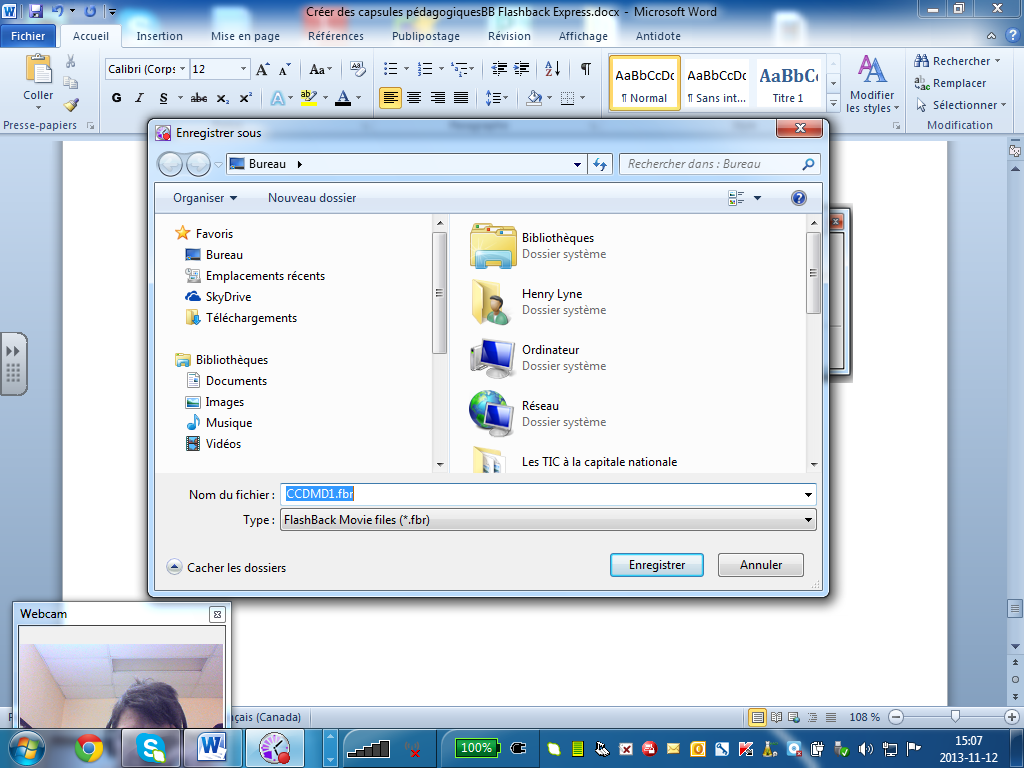 Créer des capsules pédagogiquesBB Flashback Express.docx - Microsoft Word
Fichier Accueil Insertion Mise en page Références Publipostage Révision Affichage Antidote
Coller
Presse-papiers
Calibri (Corps 12
G I S abc x₂ x²
AaBbCcDc AaBbCcDc AaBbC
¶ Normal ¶ Sans int... Titre 1
Modifier les styles
Rechercher
Remplacer
Sélectionner
Modification
Enregistrer sous
Bureau
Rechercher dans : Bureau
Organiser Nouveau dossier
Favoris
Bureau
Emplacements récents
SkyDrive
Téléchargements
Bibliothèques
Documents
Images
Musique
Vidéos
Bibliothèques
Dossier système
Henry Lyne
Dossier système
Ordinateur
Dossier système
Réseau
Dossier système
Les TIC à la capitale nationale
Nom du fichier : CCDMD1.fbr
Type : FlashBack Movie files (*.fbr)
Cacher les dossiers
Enregistrer Annuler
Webcam
(Canada)
108 %
100%
15:07
2013-11-12